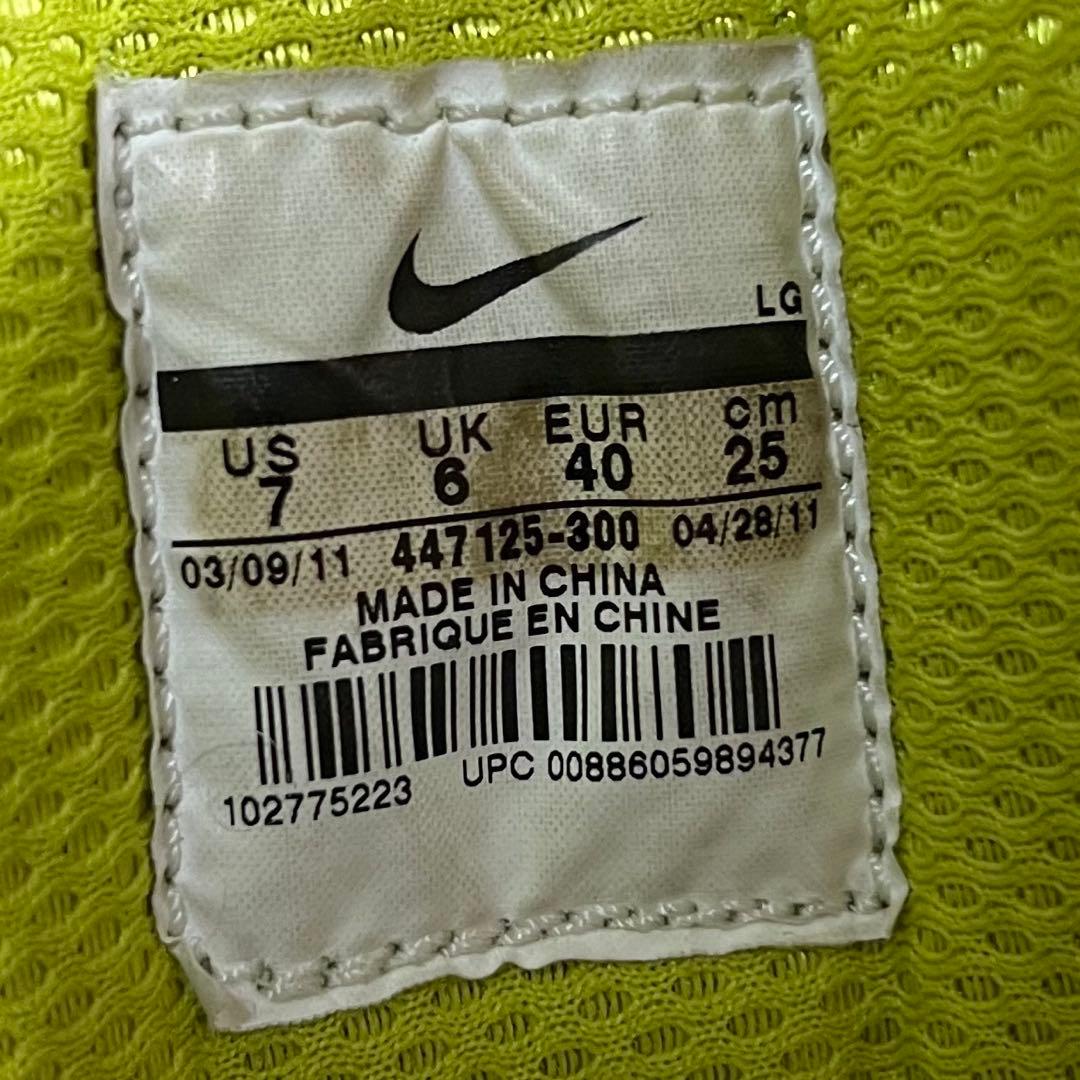 LG
US UK EUR cm
7 6 40 25
03/09/11 447125-300 04/28/11
MADE IN CHINA
FABRIQUE EN CHINE
102775223 UPC 00886059894377